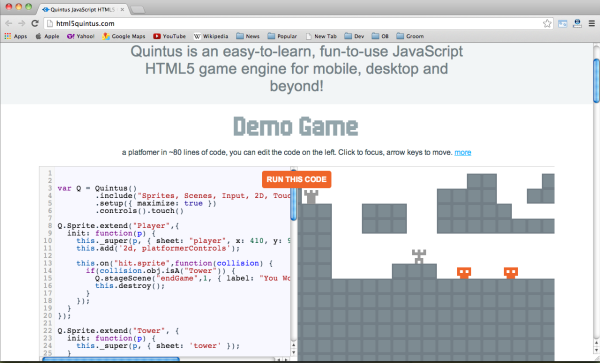 Quintus JavaScript HTML5
html5quintus.com
Apps Apple Yahoo! Google Maps YouTube Wikipedia News Popular New Tab Dev OB Groem
Quintus is an easy-to-learn, fun-to-use JavaScript
HTML5 game engine for mobile, desktop and
beyond!
Demo Game
a platfomer in ~80 lines of code, you can edit the code on the left. Click to focus, arrow keys to move. more
RUN THIS CODE
1
2
3 var Q = Quintus()
4 .include("Sprites, Scenes, Input, 2D, Touc
5 .setup({ maximize: true })
6 .controls().touch()
7
8 Q.Sprite.extend("Player",{
9 init: function(p) {
10 this._super(p, { sheet: "player", x: 410, y: 9
11 this.add('2d, platformerControls');
12
13 this.on("hit.sprite",function(collision) {
14 if(collision.obj.isA("Tower")) {
15 Q.stageScene("endGame",1, { label: "You Wo
16 this.destroy();
17 }
18 });
19 }
20 });
21
22 Q.Sprite.extend("Tower", {
23 init: function(p) {
24 this._super(p, { sheet: 'tower' });
25 }